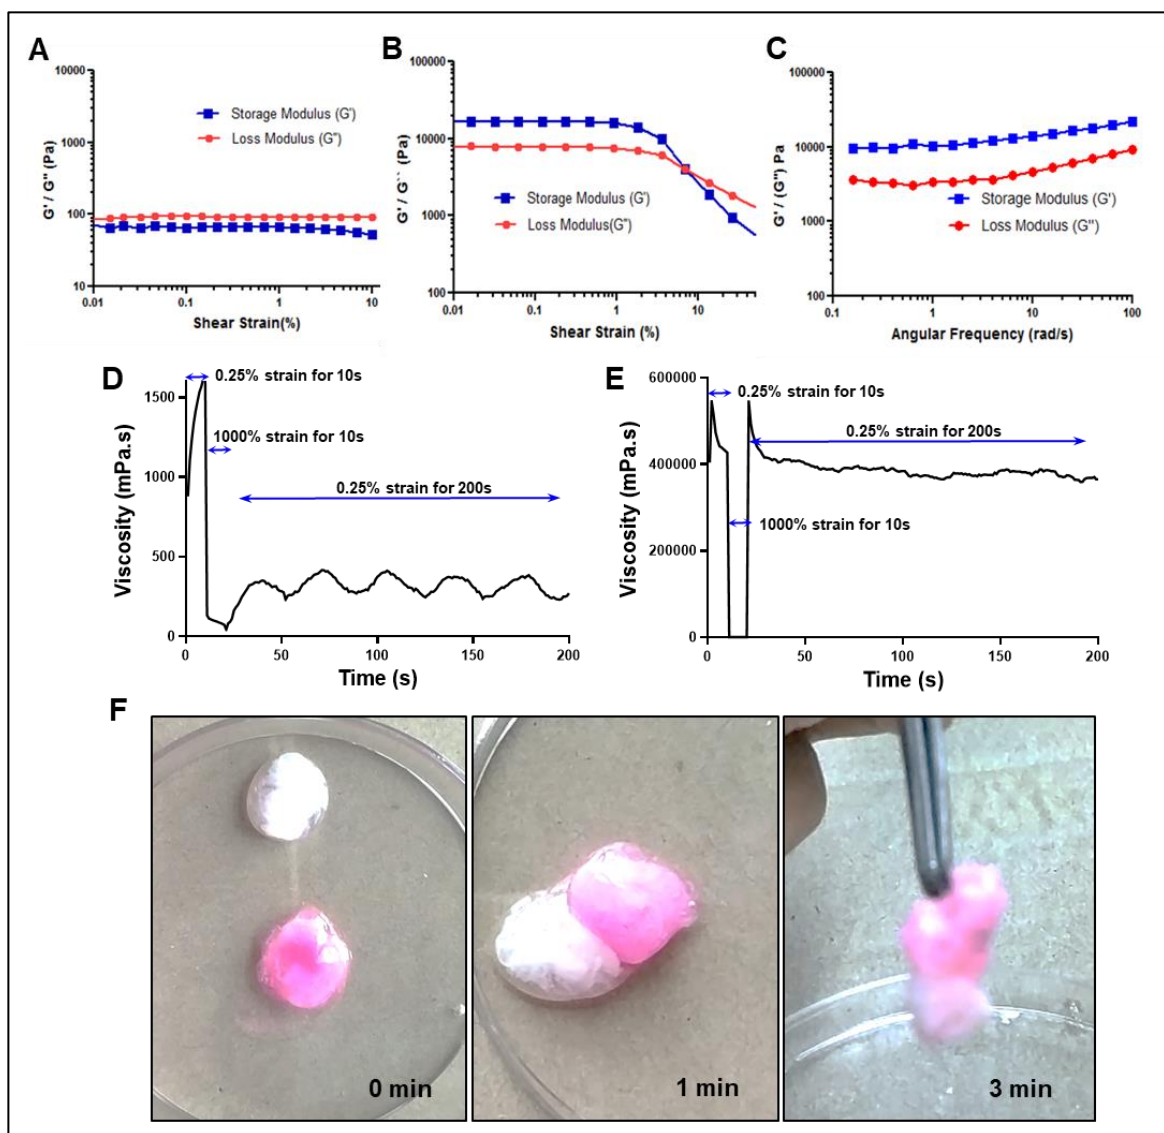 A
G' / G" (Pa)
10000
1000
100
10
Storage Modulus (G')
Loss Modulus (G")
0.01
0.1
1
10
Shear Strain(%)
B
G' / G`` (Pa)
100000
10000
1000
100
Storage Modulus (G')
Loss Modulus(G")
0.01
0.1
1
10
Shear Strain (%)
C
G' / (G") Pa
100000
10000
1000
100
Storage Modulus (G')
Loss Modulus (G")
0.1
1
10
100
Angular Frequency (rad/s)
D
Viscosity (mPa.s)
1500
1000
500
0
0.25% strain for 10s
1000% strain for 10s
0.25% strain for 200s
0
50
100
150
200
Time (s)
E
Viscosity (mPa.s)
600000
400000
200000
0
0.25% strain for 10s
0.25% strain for 200s
1000% strain for 10s
0
50
100
150
200
Time (s)
F
0 min
1 min
3 min